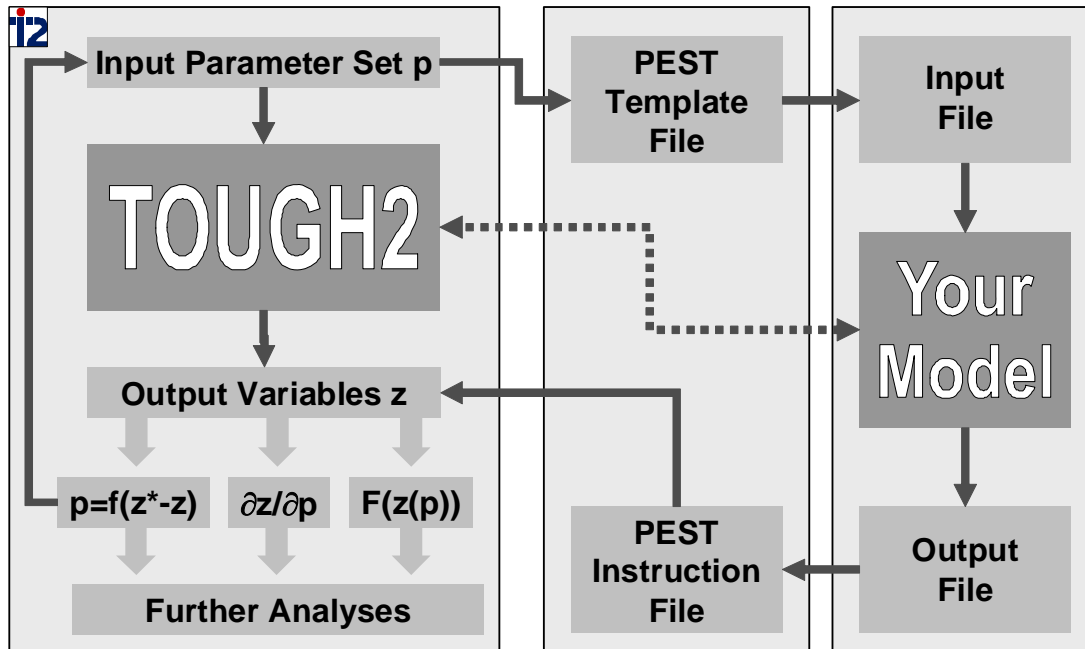 i2
Input Parameter Set p
TOUGH2
Output Variables z
p=f(z*-z)
∂z/∂p
F(z(p))
Further Analyses
PEST
Template
File
PEST
Instruction
File
Input
File
Your
Model
Output
File